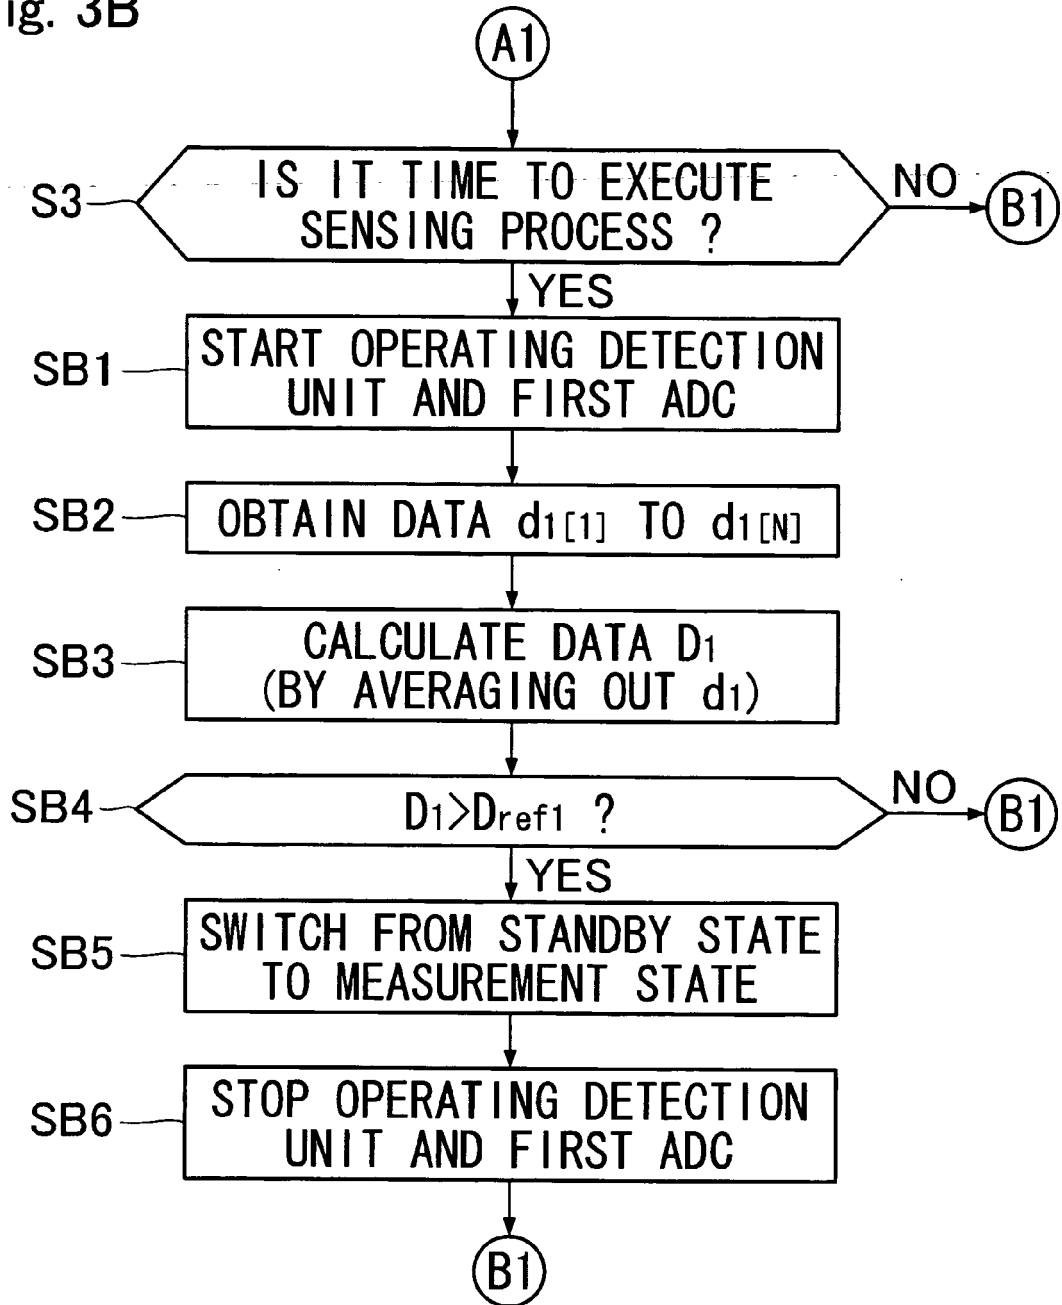 ig. 3B
A1
IS IT TIME TO EXECUTE
SENSING PROCESS ?
S3
NO
B1
YES
START OPERATING DETECTION
UNIT AND FIRST ADC
SB1
OBTAIN DATA d1[1] TO d1[N]
SB2
CALCULATE DATA D1
(BY AVERAGING OUT d1)
SB3
D1>Dref1 ?
SB4
NO
B1
YES
SWITCH FROM STANDBY STATE
TO MEASUREMENT STATE
SB5
STOP OPERATING DETECTION
UNIT AND FIRST ADC
SB6
B1